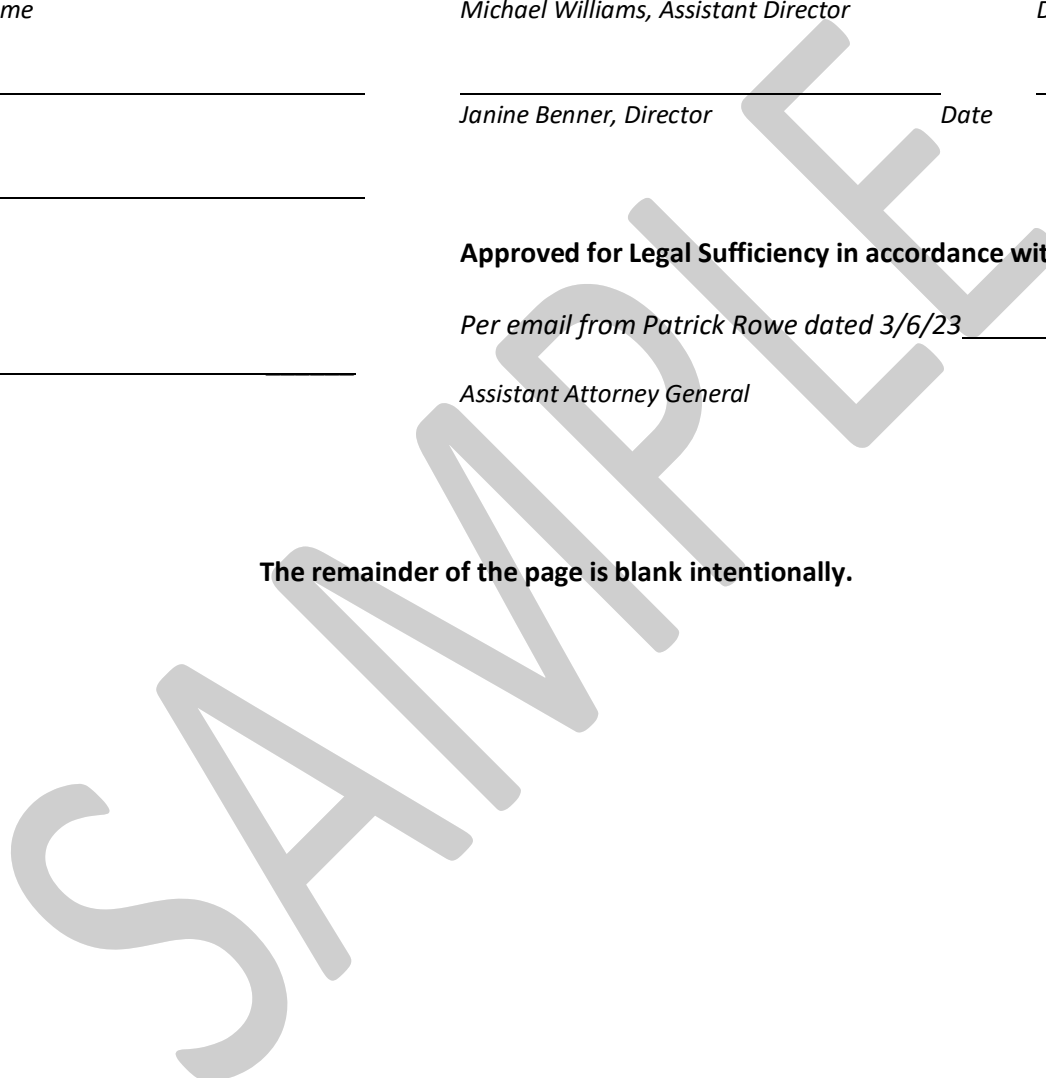 me Michael Williams, Assistant Director D
Janine Benner, Director Date
Approved for Legal Sufficiency in accordance wit
Per email from Patrick Rowe dated 3/6/23
Assistant Attorney General
The remainder of the page is blank intentionally.
SAMPLE